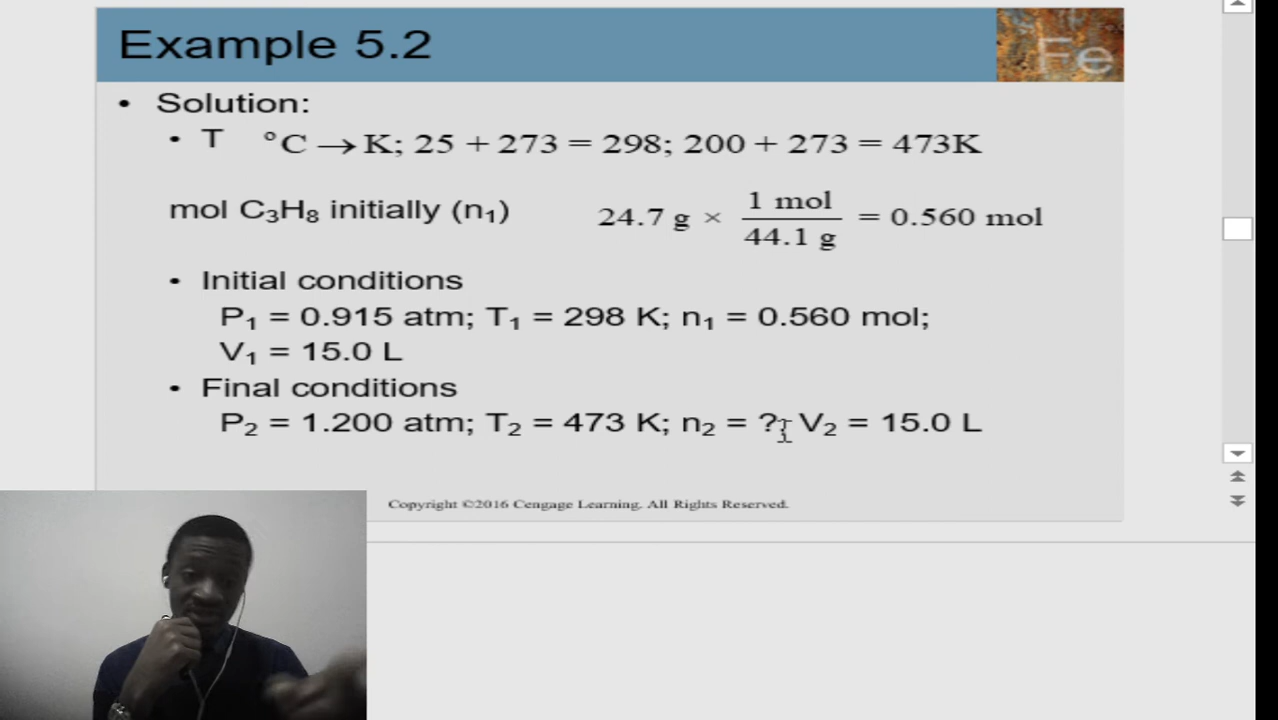 Example 5.2
Fe
• Solution:
• T °C → K; 25 + 273 = 298; 200 + 273 = 473K
mol C₃H₈ initially (n₁) 24.7 g × 1 mol / 44.1 g = 0.560 mol
• Initial conditions
P₁ = 0.915 atm; T₁ = 298 K; n₁ = 0.560 mol;
V₁ = 15.0 L
• Final conditions
P₂ = 1.200 atm; T₂ = 473 K; n₂ = ?; V₂ = 15.0 L
Copyright ©2016 Cengage Learning. All Rights Reserved.